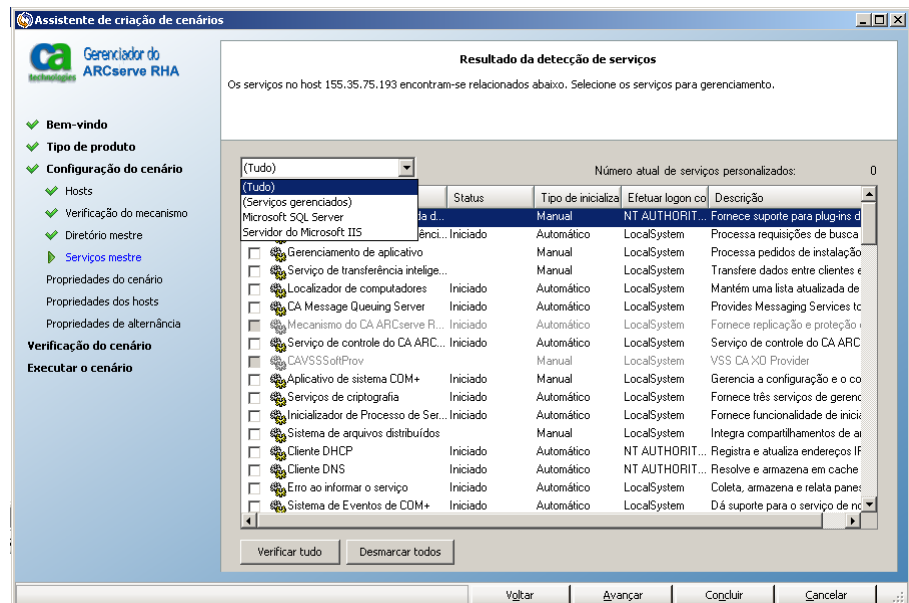 Assistente de criação de cenários
ca technologies
Gerenciador do
ARCserve RHA
Bem-vindo
Tipo de produto
Configuração do cenário
Hosts
Verificação do mecanismo
Diretório mestre
Serviços mestre
Propriedades do cenário
Propriedades dos hosts
Propriedades de alternância
Verificação do cenário
Executar o cenário
Resultado da detecção de serviços
Os serviços no host 155.35.75.193 encontram-se relacionados abaixo. Selecione os serviços para gerenciamento.
(Tudo)
Número atual de serviços personalizados: 0
(Tudo)
(Serviços gerenciados)
Microsoft SQL Server
Servidor do Microsoft IIS
Status Tipo de inicializa Efetuar logon co Descrição
da d... Manual NT AUTHORIT... Fornece suporte para plug-ins d
ênci... Iniciado Automático LocalSystem Processa requisições de busca
Gerenciamento de aplicativo Manual LocalSystem Processa pedidos de instalação
Serviço de transferência intelige... Manual LocalSystem Transfere dados entre clientes e
Localizador de computadores Iniciado Automático LocalSystem Mantém uma lista atualizada de
CA Message Queuing Server Iniciado Automático LocalSystem Provides Messaging Services to
Mecanismo do CA ARCserve R... Iniciado Automático LocalSystem Fornece replicação e proteção
Serviço de controle do CA ARC... Iniciado Automático LocalSystem Serviço de controle do CA ARC
CAVSSSoftProv Manual LocalSystem VSS CA XO Provider
Aplicativo de sistema COM+ Iniciado Manual LocalSystem Gerencia a configuração e o co
Serviços de criptografia Iniciado Automático LocalSystem Fornece três serviços de gerenc
Inicializador de Processo de Ser... Iniciado Automático LocalSystem Fornece funcionalidade de inicia
Sistema de arquivos distribuídos Manual LocalSystem Integra compartilhamentos de ar
Cliente DHCP Iniciado Automático NT AUTHORIT... Registra e atualiza endereços IF
Cliente DNS Iniciado Automático NT AUTHORIT... Resolve e armazena em cache
Erro ao informar o serviço Iniciado Automático LocalSystem Coleta, armazena e relata panes
Sistema de Eventos de COM+ Iniciado Automático LocalSystem Dá suporte para o serviço de no
Verificar tudo Desmarcar todos
Voltar Avançar Concluir Cancelar